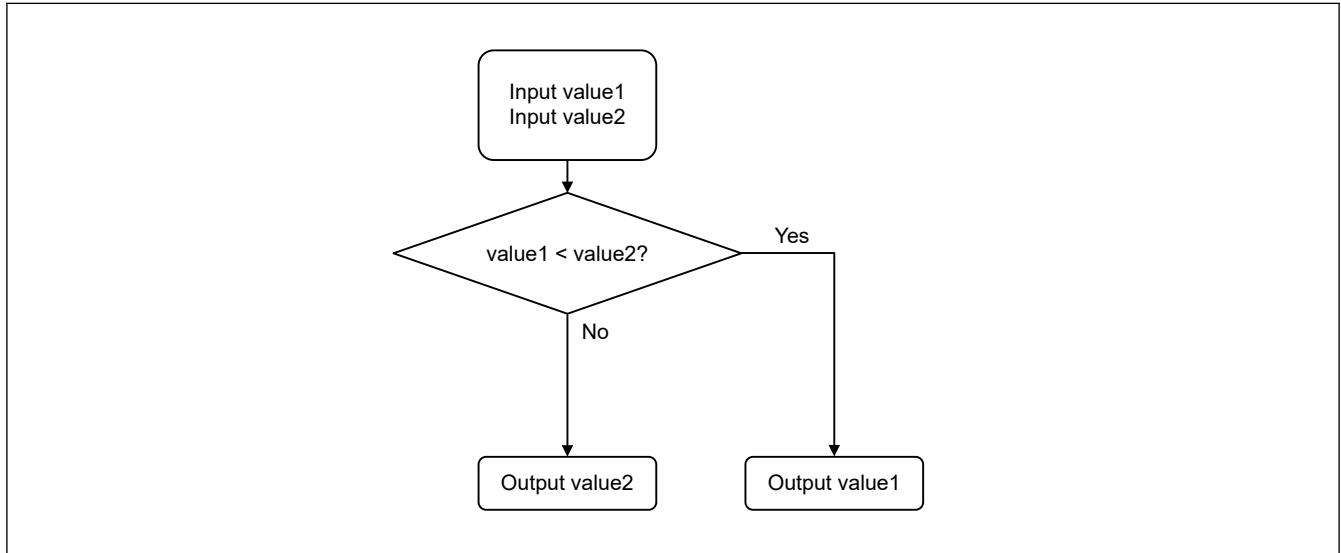 Input value1
Input value2
value1 < value2?
Yes
No
Output value2
Output value1